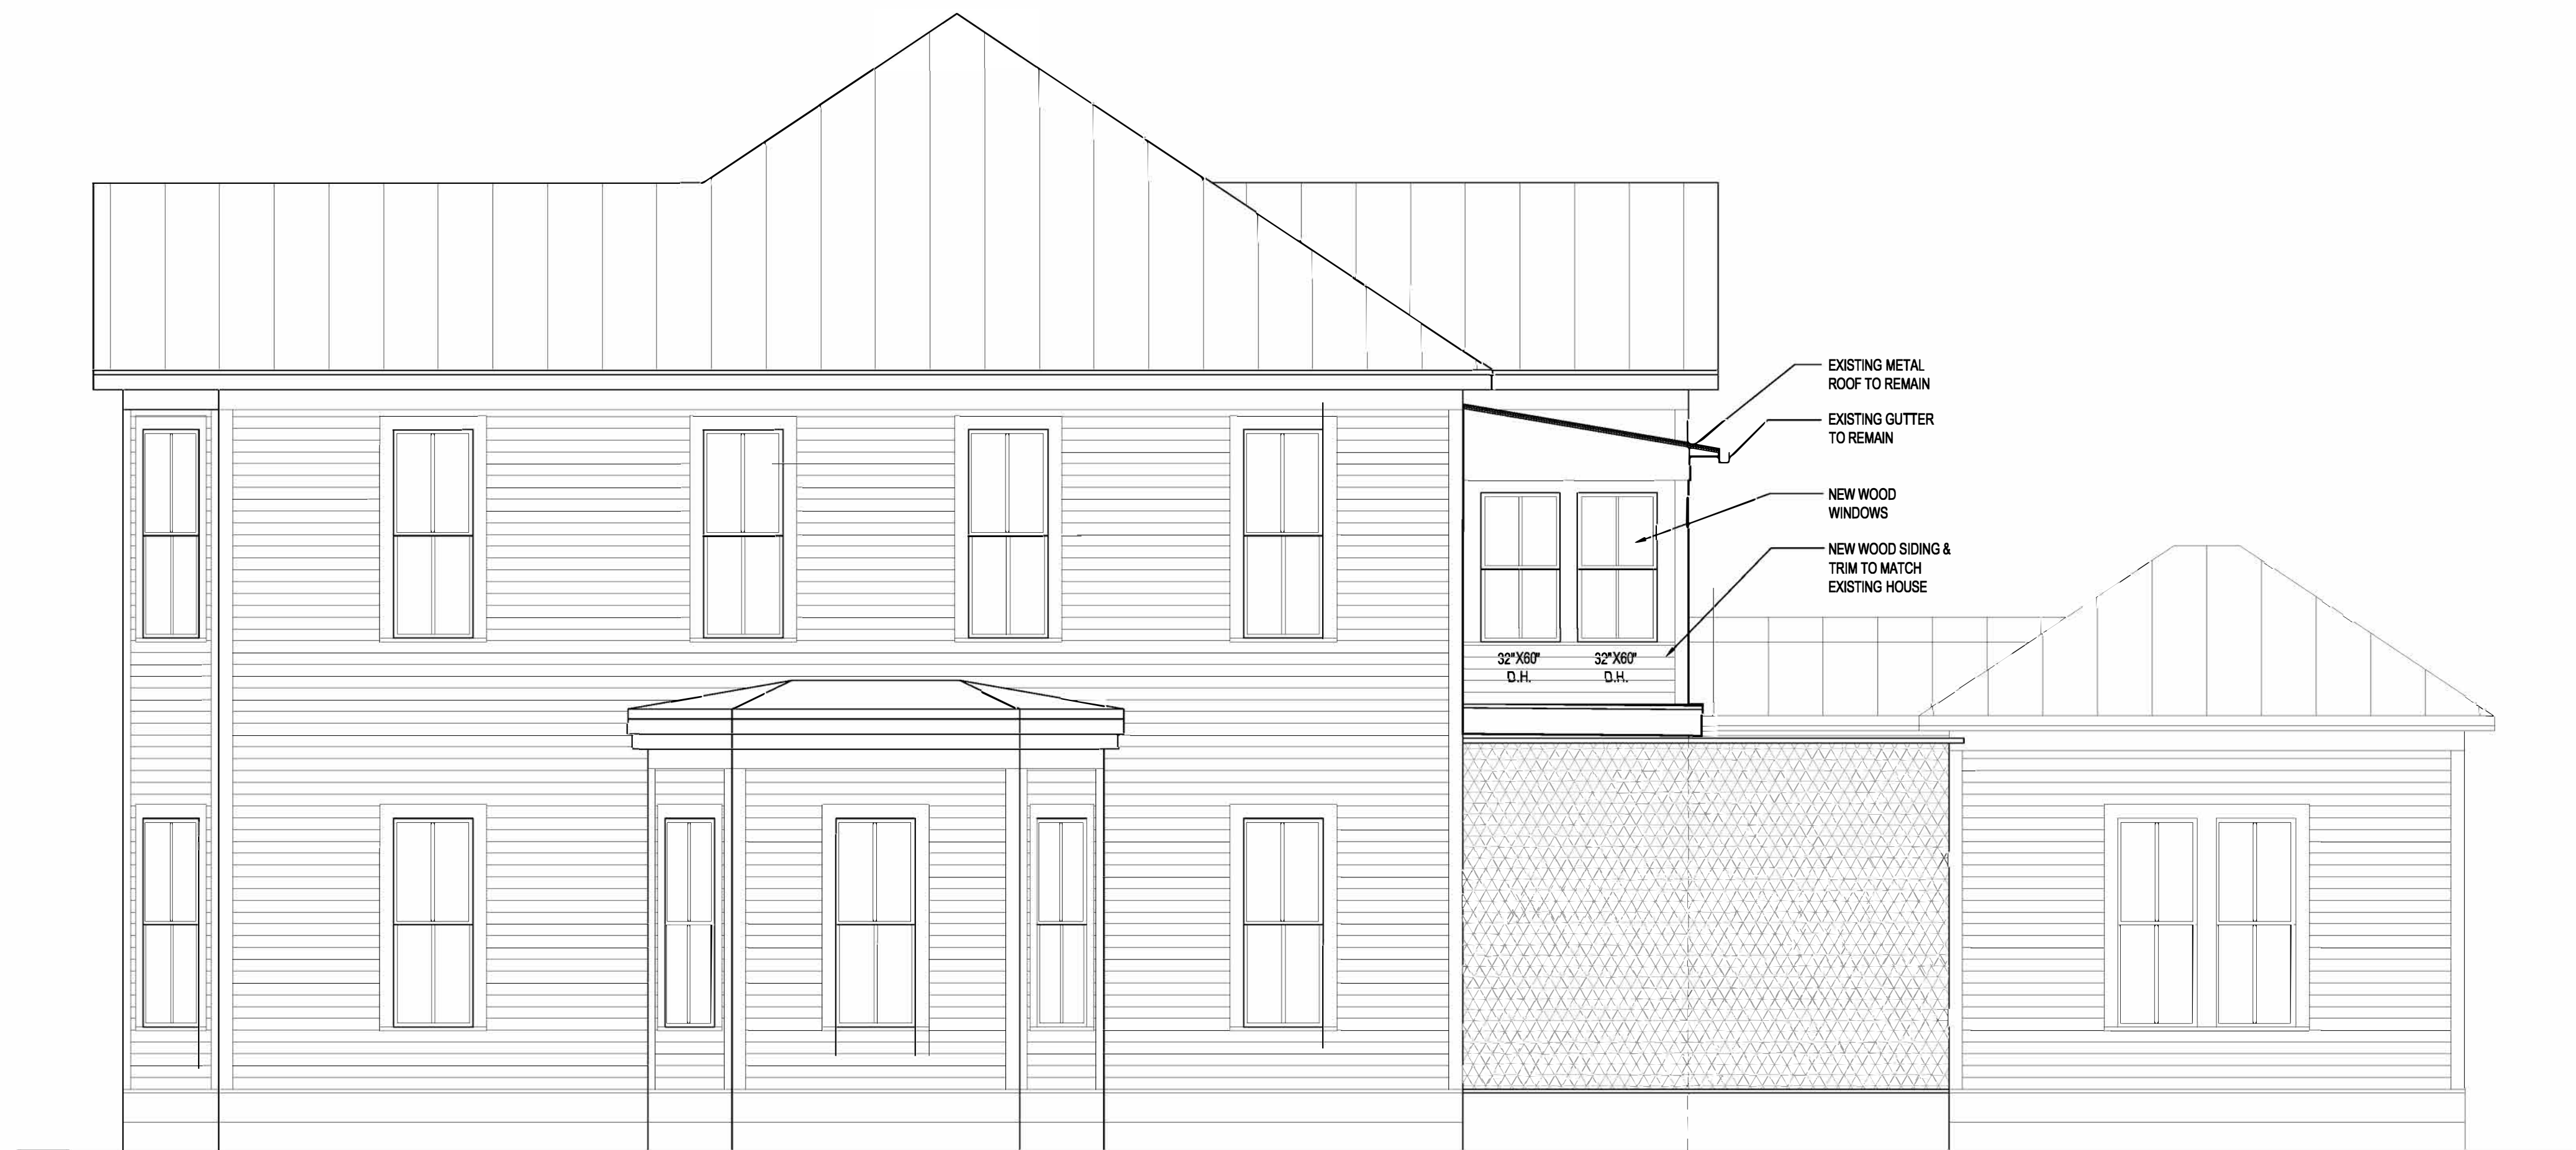 EXISTING METAL
ROOF TO REMAIN
EXISTING GUTTER
TO REMAIN
NEW WOOD
WINDOWS
NEW WOOD SIDING &
TRIM TO MATCH
EXISTING HOUSE
32"X60" 32"X60"
D.H. D.H.